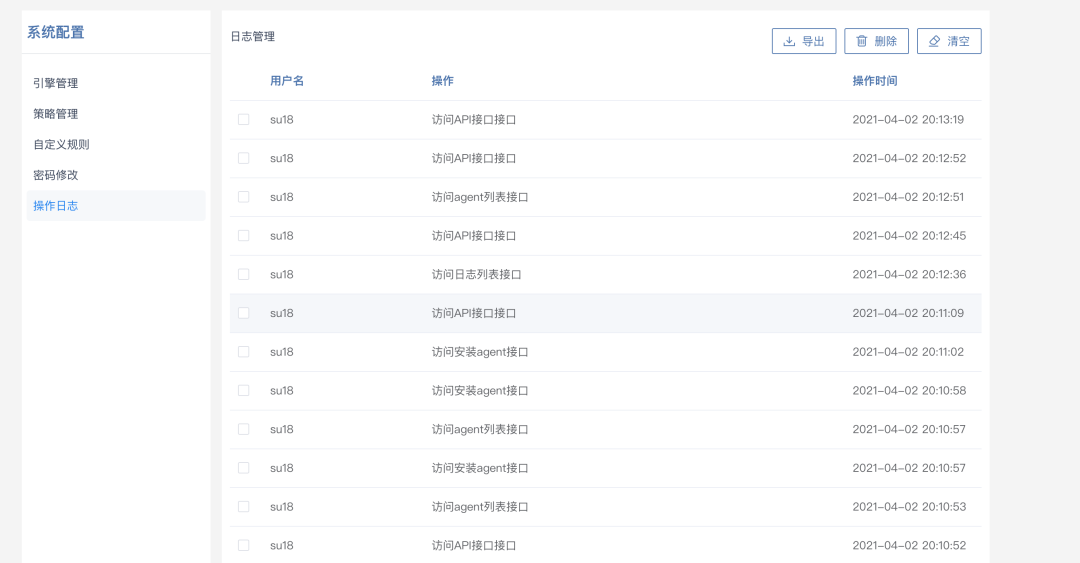 系统配置
引擎管理
策略管理
自定义规则
密码修改
操作日志
日志管理
导出 删除 清空
用户名 操作 操作时间
su18 访问API接口接口 2021-04-02 20:13:19
su18 访问API接口接口 2021-04-02 20:12:52
su18 访问agent列表接口 2021-04-02 20:12:51
su18 访问API接口接口 2021-04-02 20:12:45
su18 访问日志列表接口 2021-04-02 20:12:36
su18 访问API接口接口 2021-04-02 20:11:09
su18 访问安装agent接口 2021-04-02 20:11:02
su18 访问安装agent接口 2021-04-02 20:10:58
su18 访问agent列表接口 2021-04-02 20:10:57
su18 访问安装agent接口 2021-04-02 20:10:57
su18 访问agent列表接口 2021-04-02 20:10:53
su18 访问API接口接口 2021-04-02 20:10:52